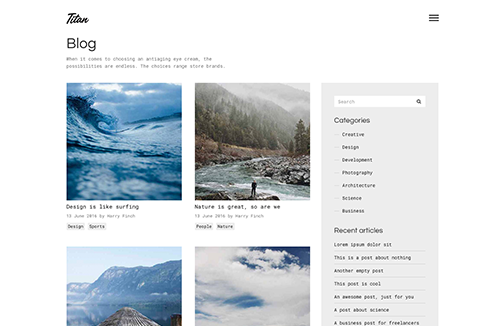 Titan
Blog
When it comes to choosing an antiaging eye cream, the
possibilities are endless. The choices range store brands.
Design is like surfing
13 June 2016 by Harry Finch
Design Sports
Nature is great, so are we
13 June 2016 by Harry Finch
People Nature
Search
Categories
Creative
Design
Development
Photography
Architecture
Science
Business
Recent articles
Lorem ipsum dolor sit
This is a post about nothing
Another empty post
This post is cool
An awesome post, just for you
A post about science
A business post for freelancers